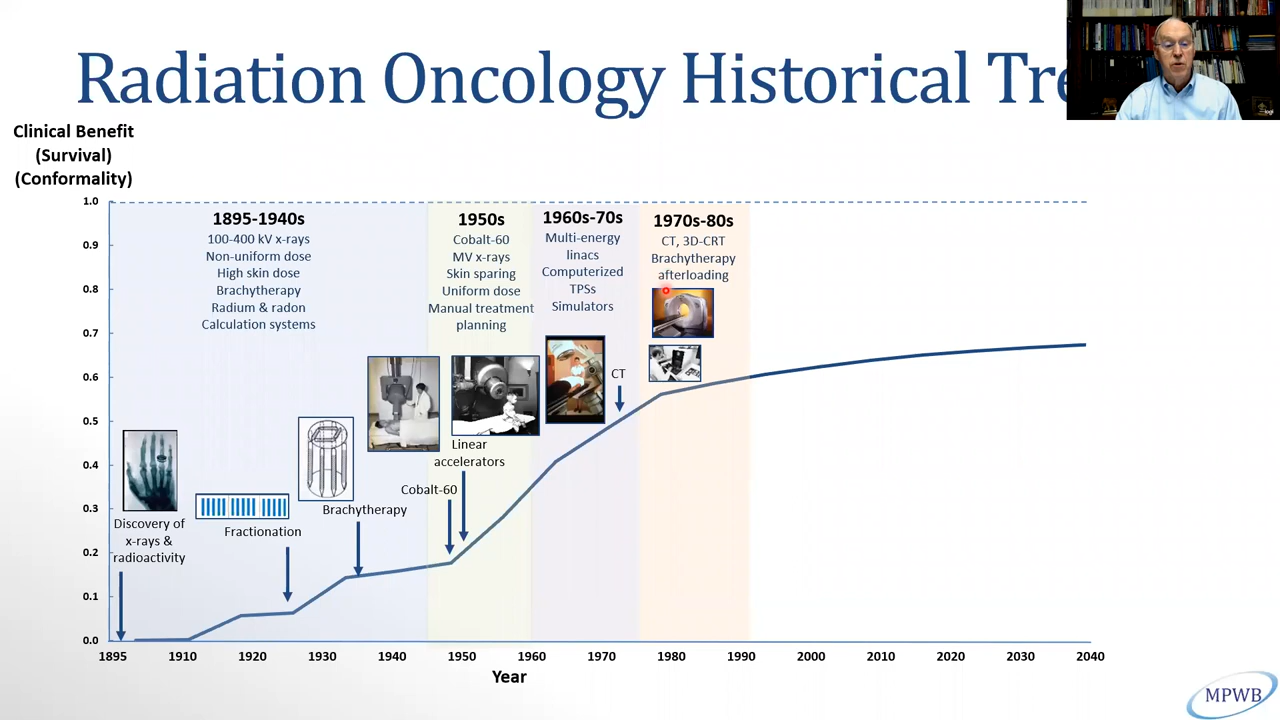 Radiation Oncology Historical Tre
Clinical Benefit
(Survival)
(Conformality)
1.0
0.9
0.8
0.7
0.6
0.5
0.4
0.3
0.2
0.1
0.0
1895-1940s
100-400 kV x-rays
Non-uniform dose
High skin dose
Brachytherapy
Radium & radon
Calculation systems
1950s
Cobalt-60
MV x-rays
Skin sparing
Uniform dose
Manual treatment
planning
1960s-70s
Multi-energy
linacs
Computerized
TPSs
Simulators
1970s-80s
CT, 3D-CRT
Brachytherapy
afterloading
Discovery of
x-rays &
radioactivity
Fractionation
Brachytherapy
Cobalt-60
Linear
accelerators
CT
1895 1910 1920 1930 1940 1950 1960 1970 1980 1990 2000 2010 2020 2030 2040
Year
MPWB